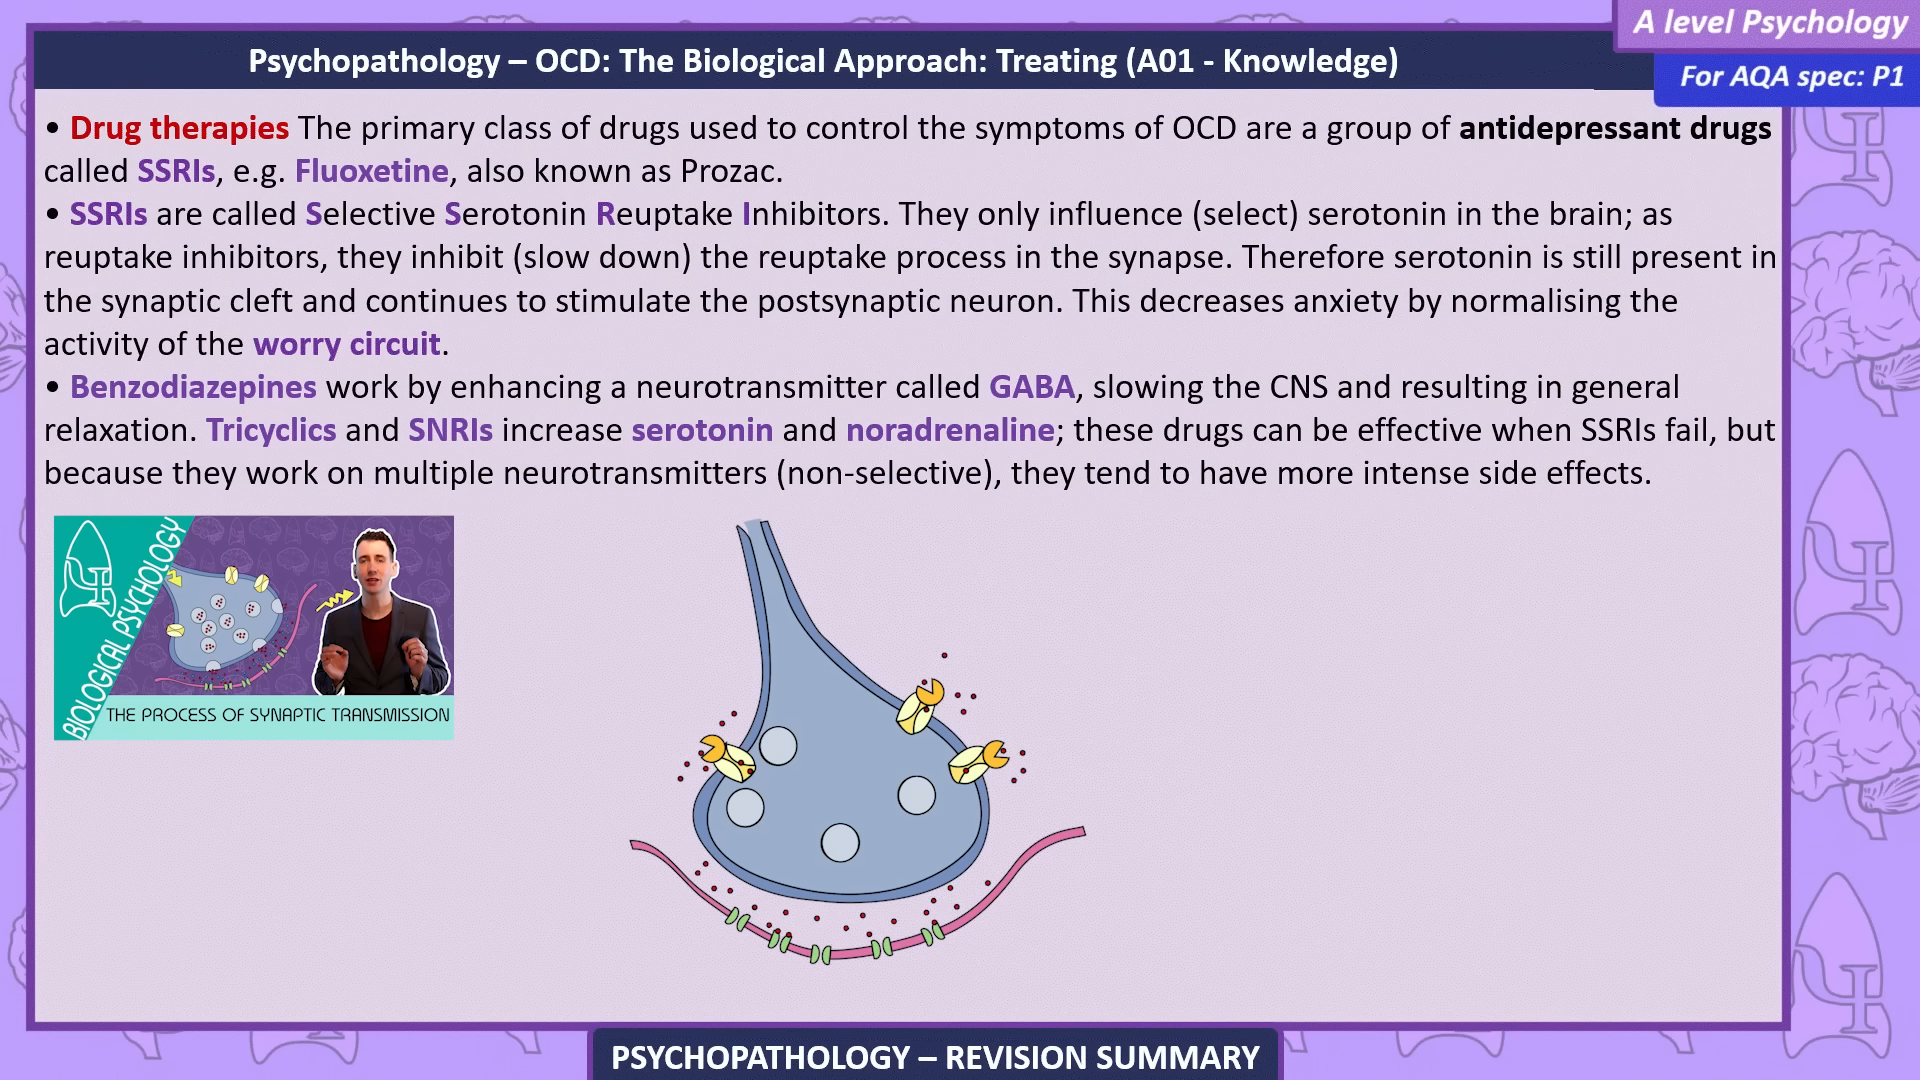 A level Psychology
Psychopathology – OCD: The Biological Approach: Treating (A01 - Knowledge)
For AQA spec: P1
• Drug therapies The primary class of drugs used to control the symptoms of OCD are a group of antidepressant drugs
called SSRIs, e.g. Fluoxetine, also known as Prozac.
• SSRIs are called Selective Serotonin Reuptake Inhibitors. They only influence (select) serotonin in the brain; as
reuptake inhibitors, they inhibit (slow down) the reuptake process in the synapse. Therefore serotonin is still present in
the synaptic cleft and continues to stimulate the postsynaptic neuron. This decreases anxiety by normalising the
activity of the worry circuit.
• Benzodiazepines work by enhancing a neurotransmitter called GABA, slowing the CNS and resulting in general
relaxation. Tricyclics and SNRIs increase serotonin and noradrenaline; these drugs can be effective when SSRIs fail, but
because they work on multiple neurotransmitters (non-selective), they tend to have more intense side effects.
BIOLOGICAL PSYCHOLOGY
THE PROCESS OF SYNAPTIC TRANSMISSION
PSYCHOPATHOLOGY – REVISION SUMMARY